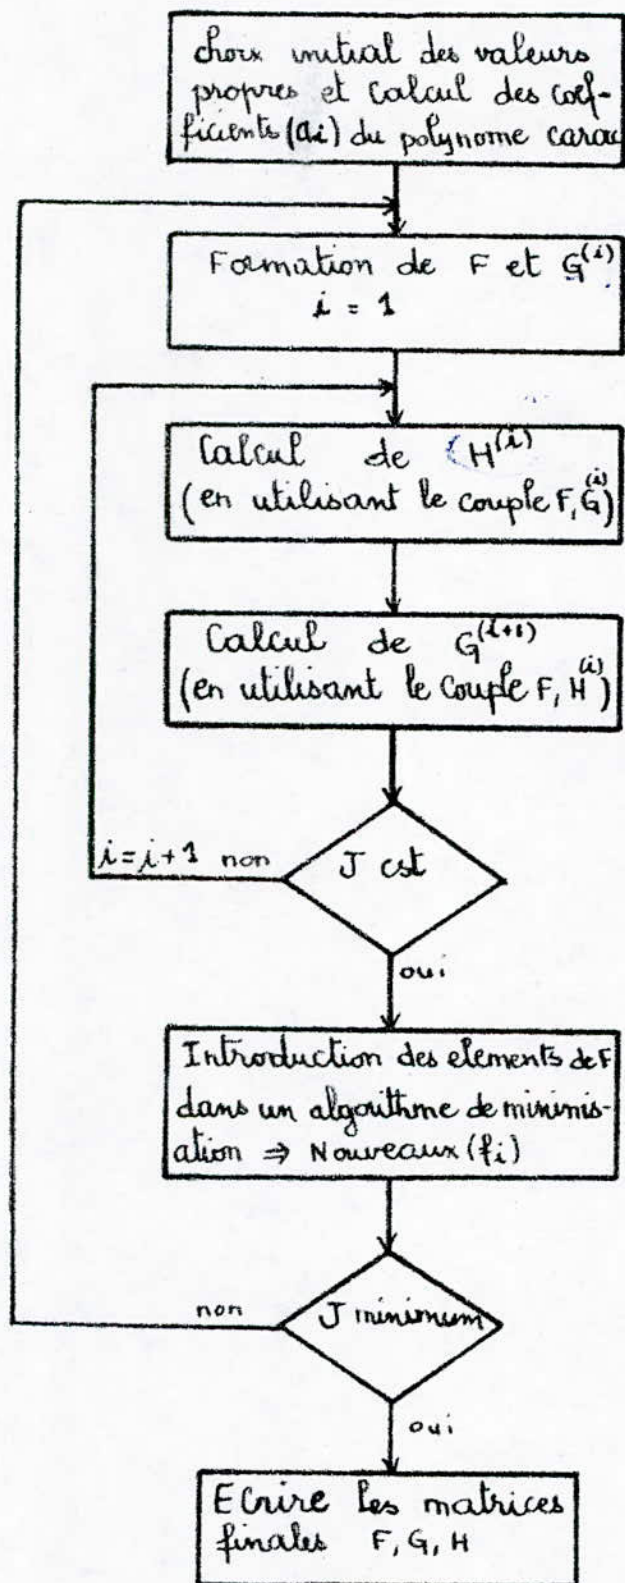 choix initial des valeurs
propres et calcul des coef-
ficients (ai) du polynome carac
Formation de F et G^(i)
i = 1
Calcul de H^(i)
(en utilisant le couple F, G^(i))
Calcul de G^(i+1)
(en utilisant le couple F, H^(i))
J cst
i=i+1 non
oui
Introduction des elements de F
dans un algorithme de minimis-
ation ⇒ Nouveaux (fi)
J minimum
non
oui
Ecrire les matrices
finales F, G, H